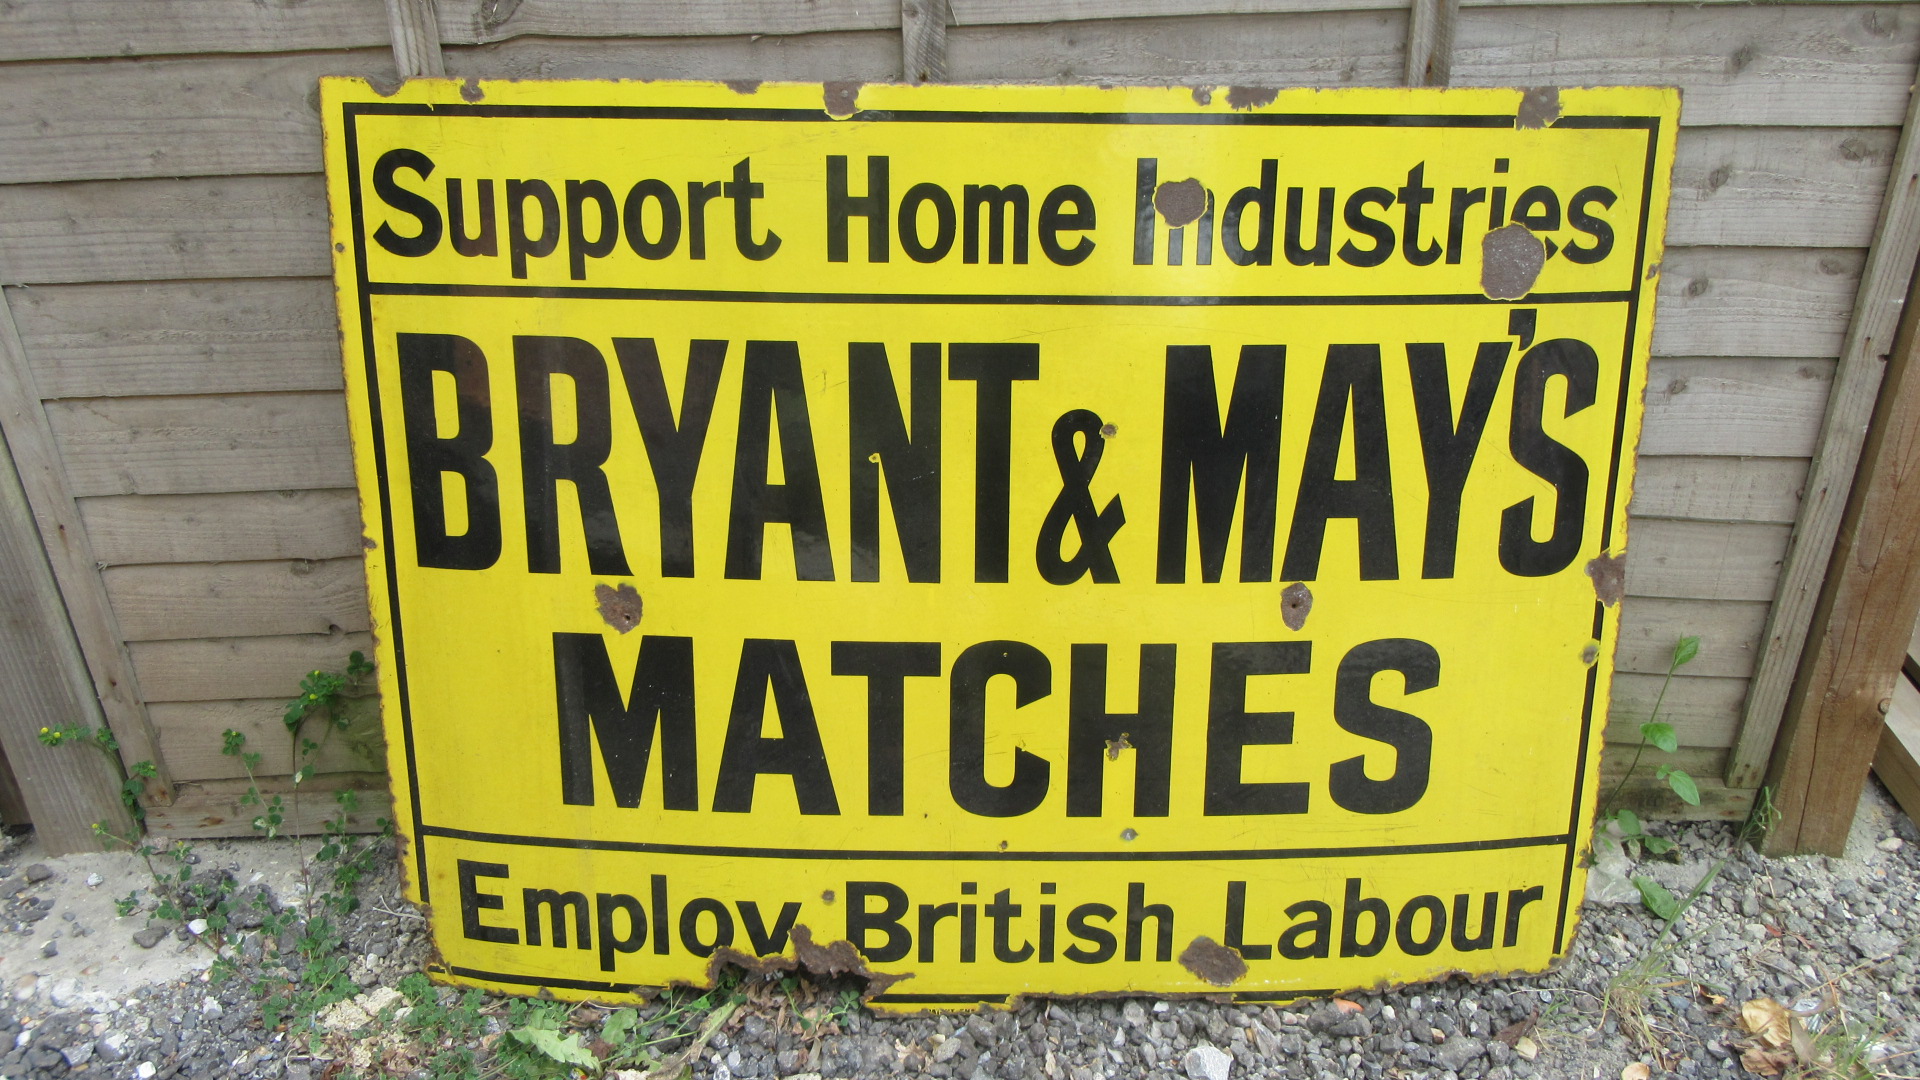 Support Home Industries
BRYANT & MAY'S
MATCHES
Employ British Labour